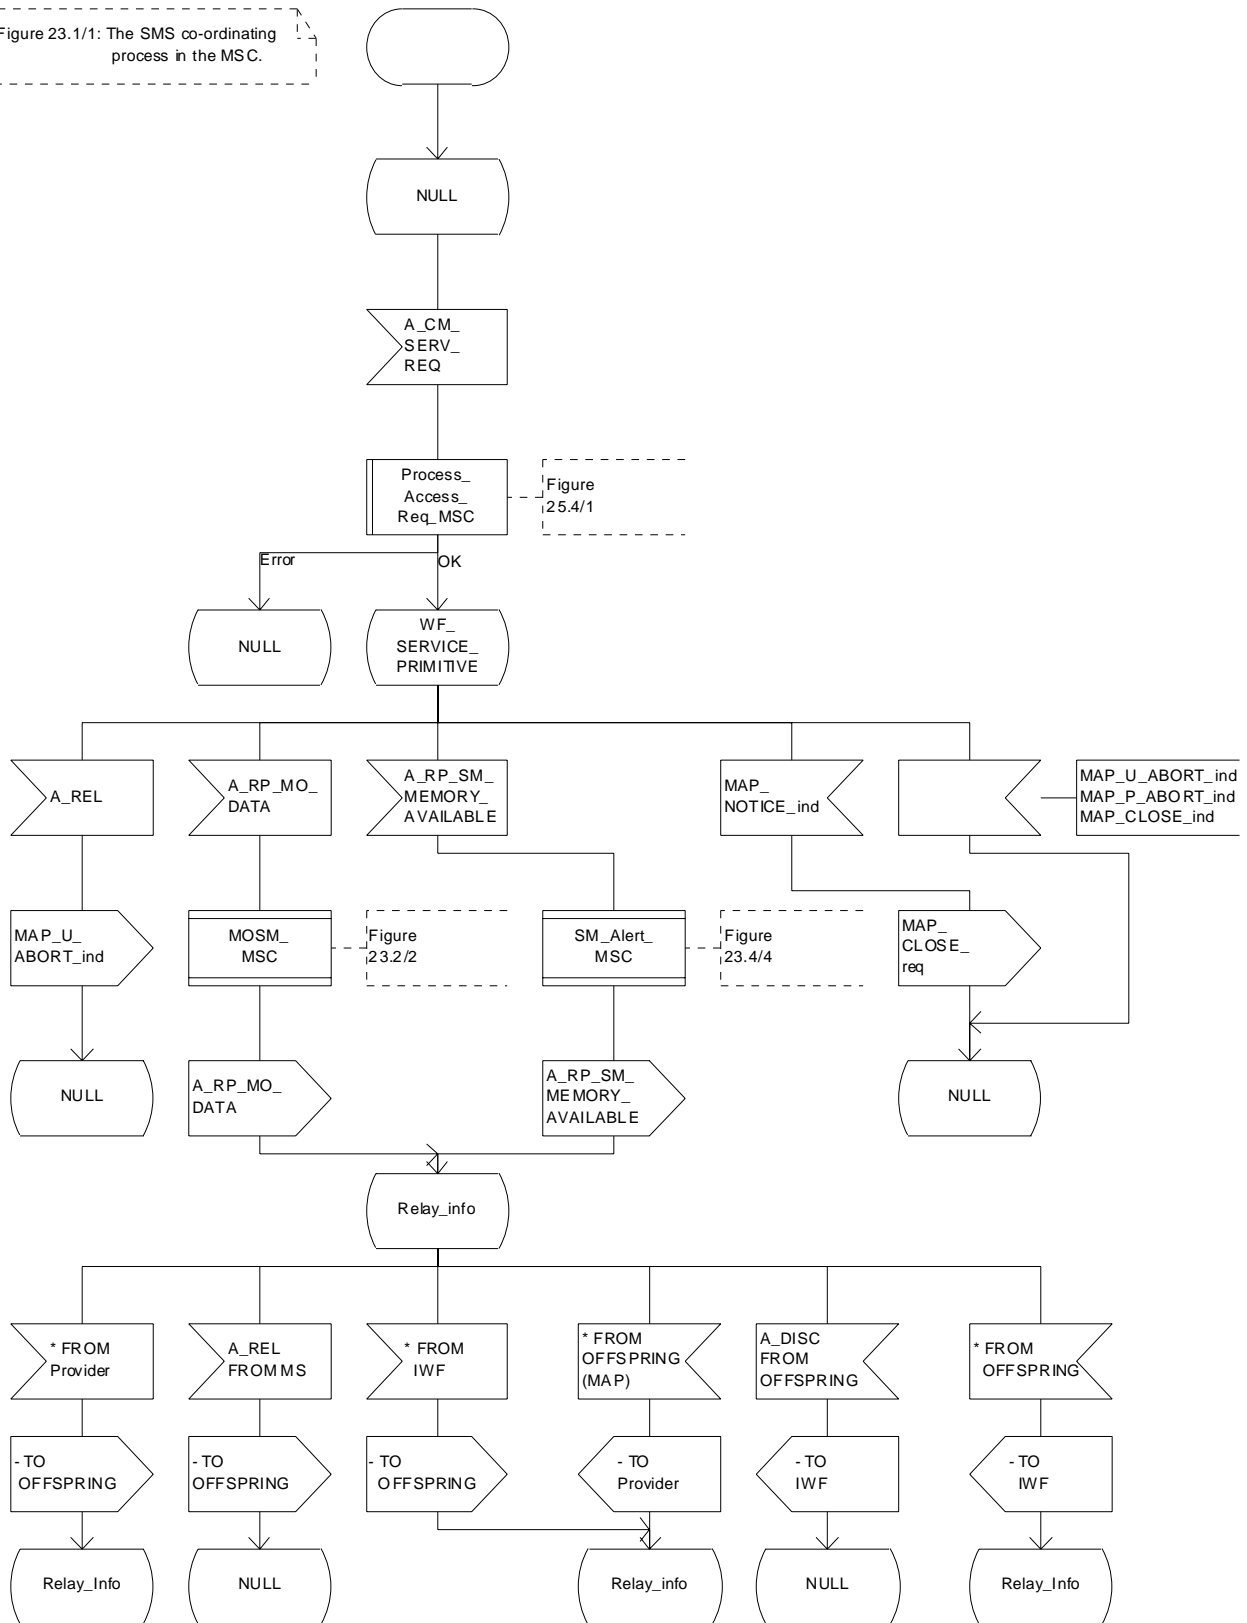 Figure 23.1/1: The SMS co-ordinating
process in the MSC.
NULL
A_CM_
SERV_
REQ
Process_
Access_
Req_MSC
Figure
25.4/1
Error
OK
NULL
WF_
SERVICE_
PRIMITIVE
A_REL
A_RP_MO_
DATA
A_RP_SM_
MEMORY_
AVAILABLE
MAP_
NOTICE_ind
MAP_U_ABORT_ind
MAP_P_ABORT_ind
MAP_CLOSE_ind
MAP_U_
ABORT_ind
MOSM_
MSC
Figure
23.2/2
SM_Alert_
MSC
Figure
23.4/4
MAP_
CLOSE_
req
NULL
A_RP_MO_
DATA
A_RP_SM_
MEMORY_
AVAILABLE
NULL
Relay_info
* FROM
Provider
A_REL
FROM MS
* FROM
IWF
* FROM
OFFSPRING
(MAP)
A_DISC
FROM
OFFSPRING
* FROM
OFFSPRING
- TO
OFFSPRING
- TO
OFFSPRING
- TO
OFFSPRING
- TO
Provider
- TO
IWF
- TO
IWF
Relay_Info
NULL
Relay_info
NULL
Relay_Info